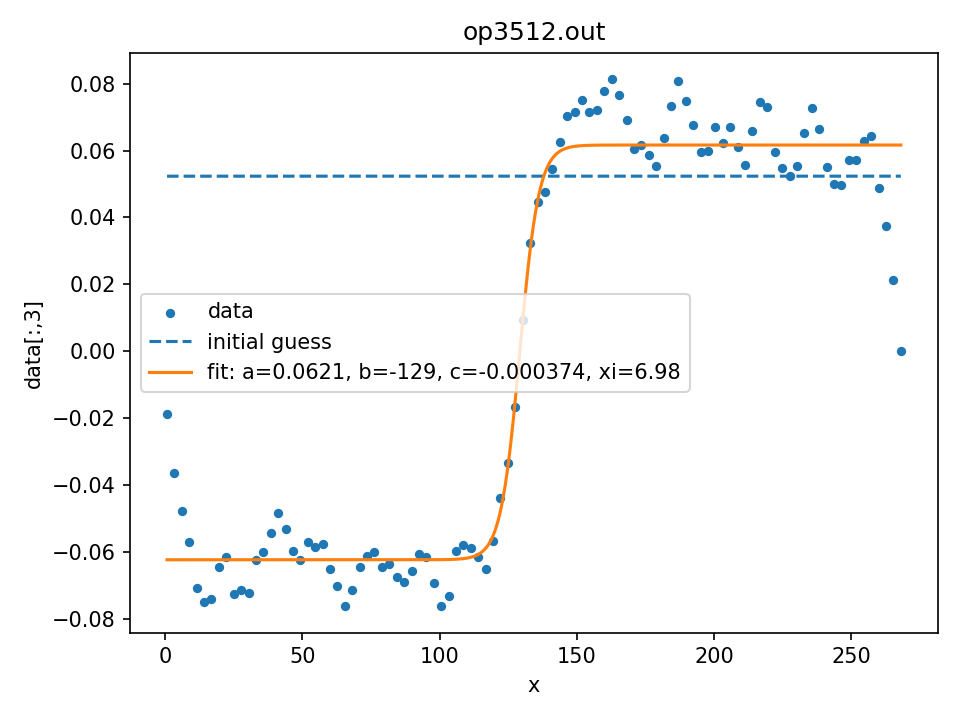 op3512.out
data[:,3]
0.08
0.06
0.04
0.02
0.00
−0.02
−0.04
−0.06
−0.08
data
initial guess
fit: a=0.0621, b=-129, c=-0.000374, xi=6.98
0 50 100 150 200 250
x